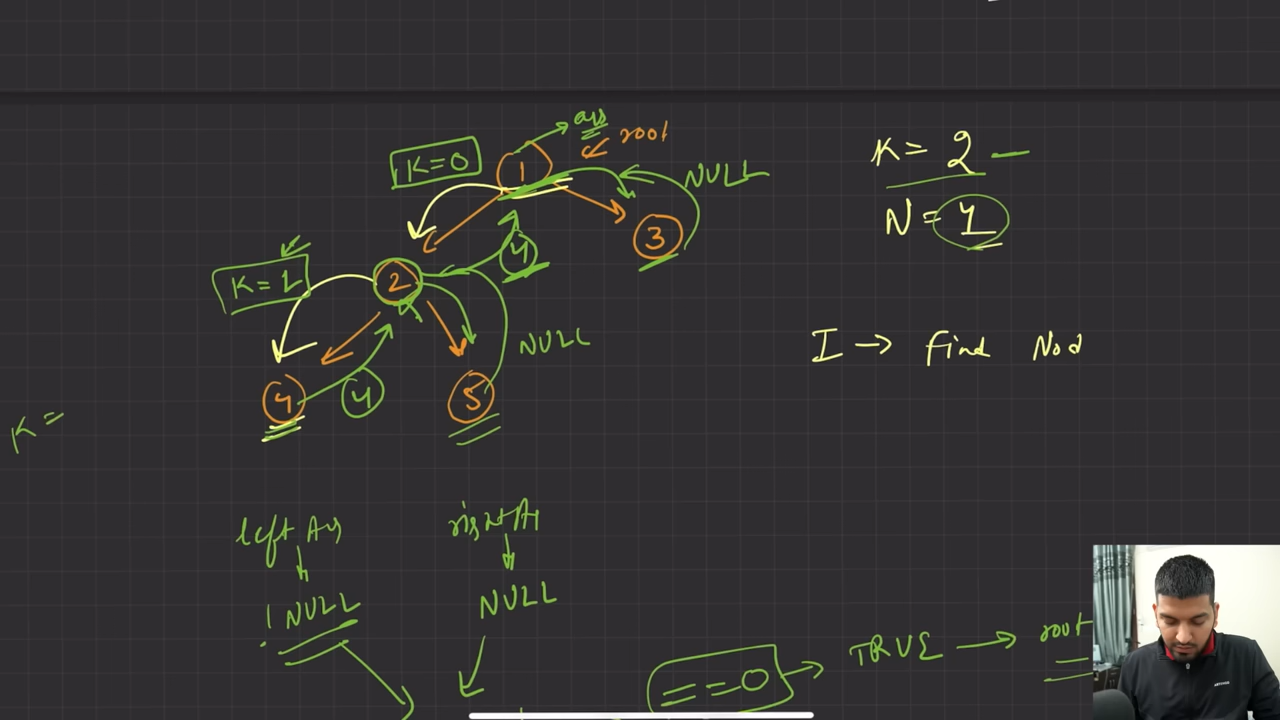 ans
root
K=0
1
NULL
K = 2
N = 4
3
4
K = 1
2
NULL
I → find Nod
4
4
5
K =
left Ans
right A
! NULL
NULL
==0 → TRUE → root